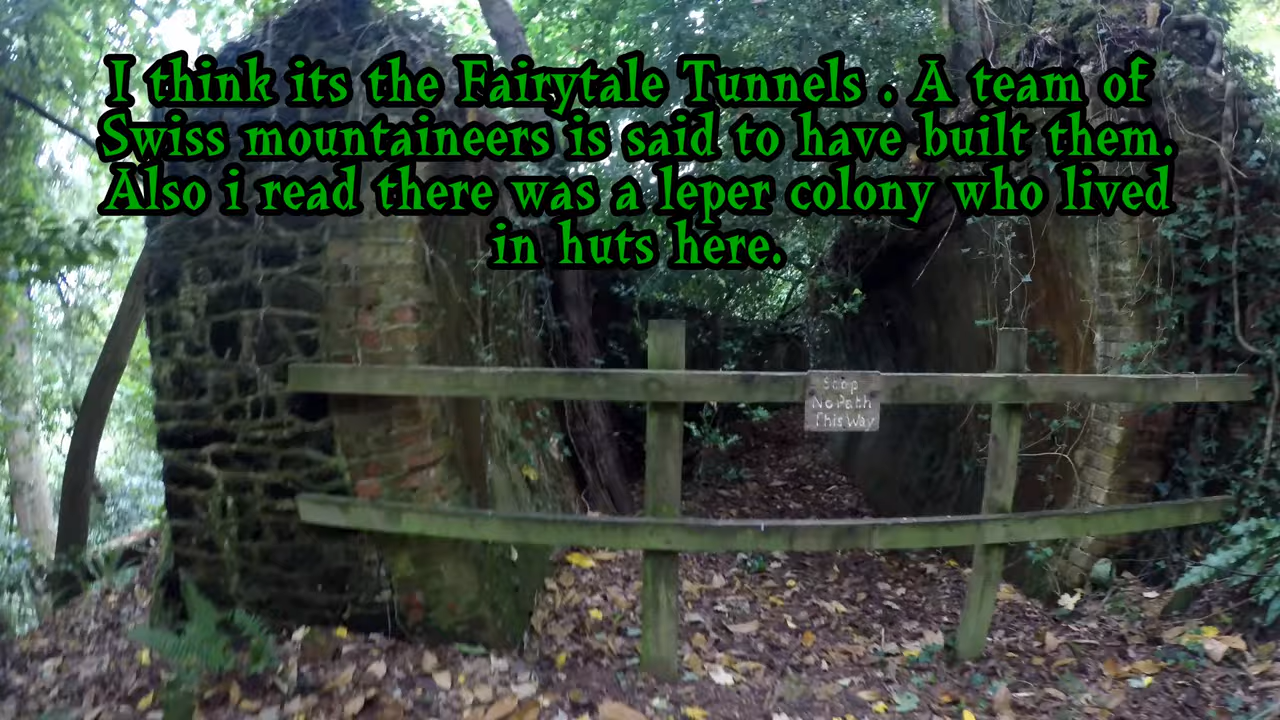 I think its the Fairytale Tunnels . A team of
Swiss mountaineers is said to have built them.
Also i read there was a leper colony who lived
in huts here.
Stop
No Path
This Way